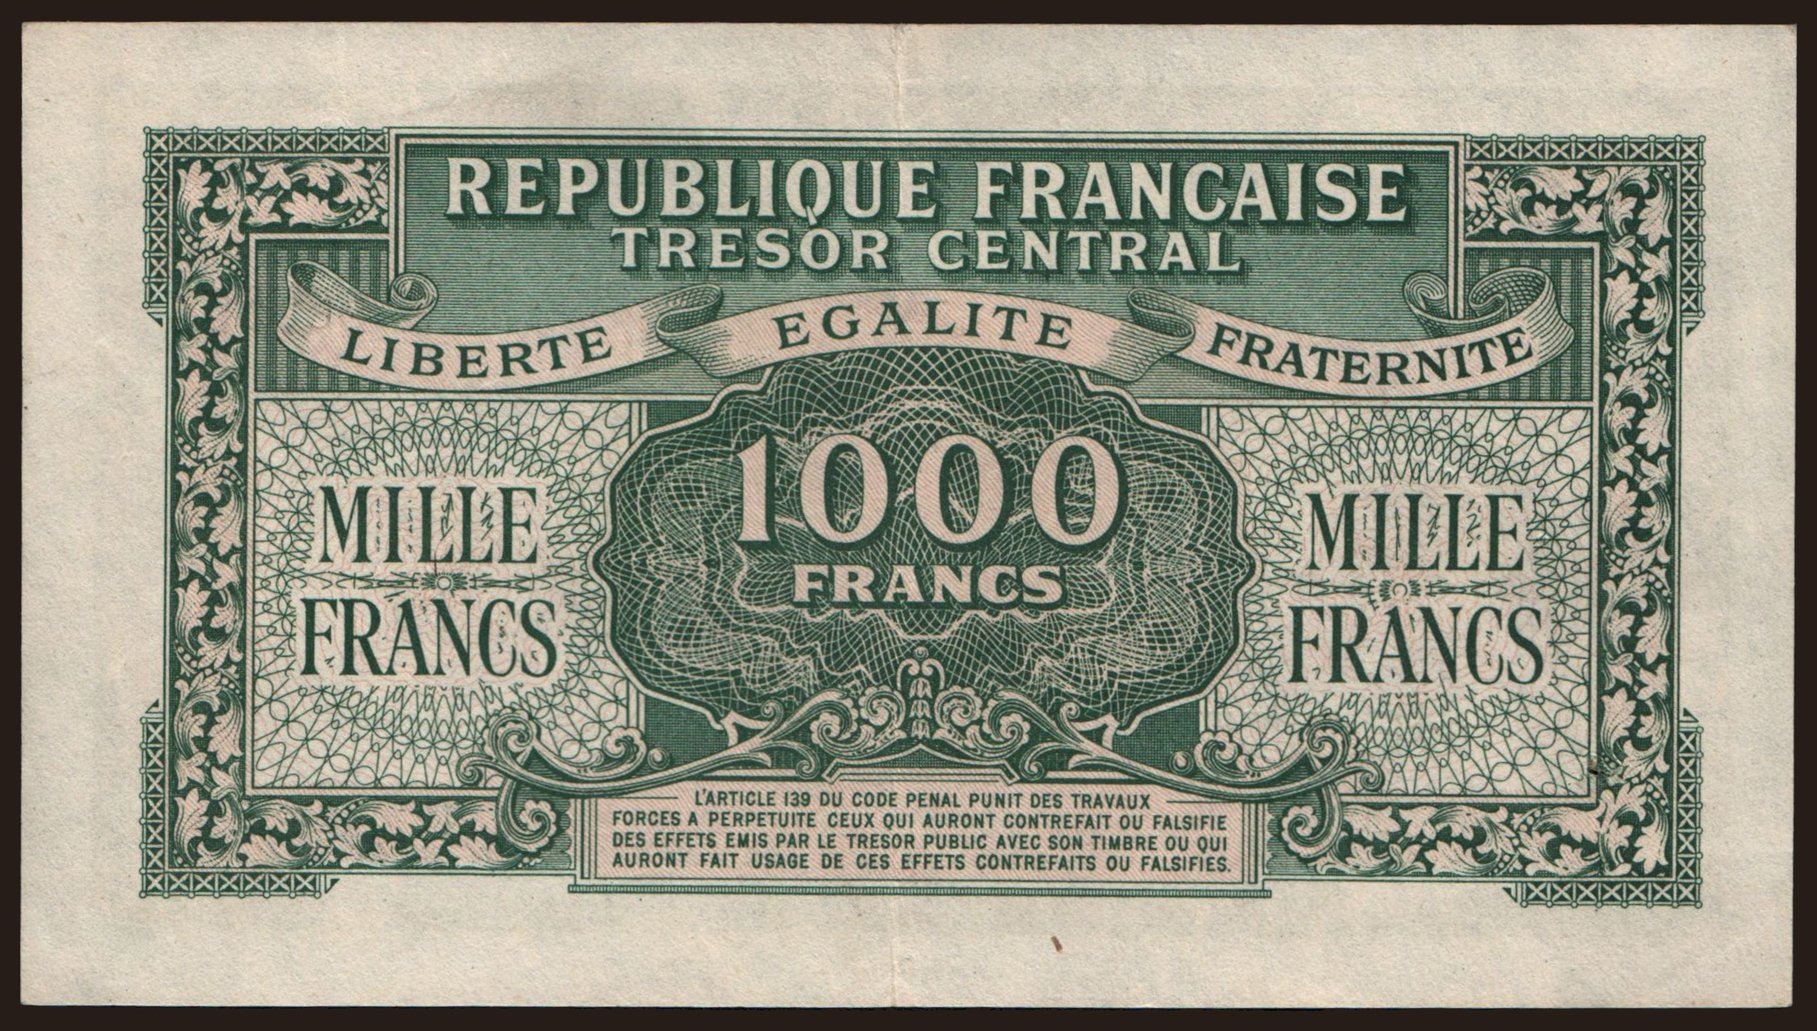 REPUBLIQUE FRANCAISE
TRESOR CENTRAL
LIBERTE EGALITE FRATERNITE
MILLE
FRANCS
1000
FRANCS
MILLE
FRANCS
L'ARTICLE 139 DU CODE PENAL PUNIT DES TRAVAUX
FORCES A PERPETUITE CEUX QUI AURONT CONTREFAIT OU FALSIFIE
DES EFFETS EMIS PAR LE TRESOR PUBLIC AVEC SON TIMBRE OU QUI
AURONT FAIT USAGE DE CES EFFETS CONTREFAITS OU FALSIFIES.